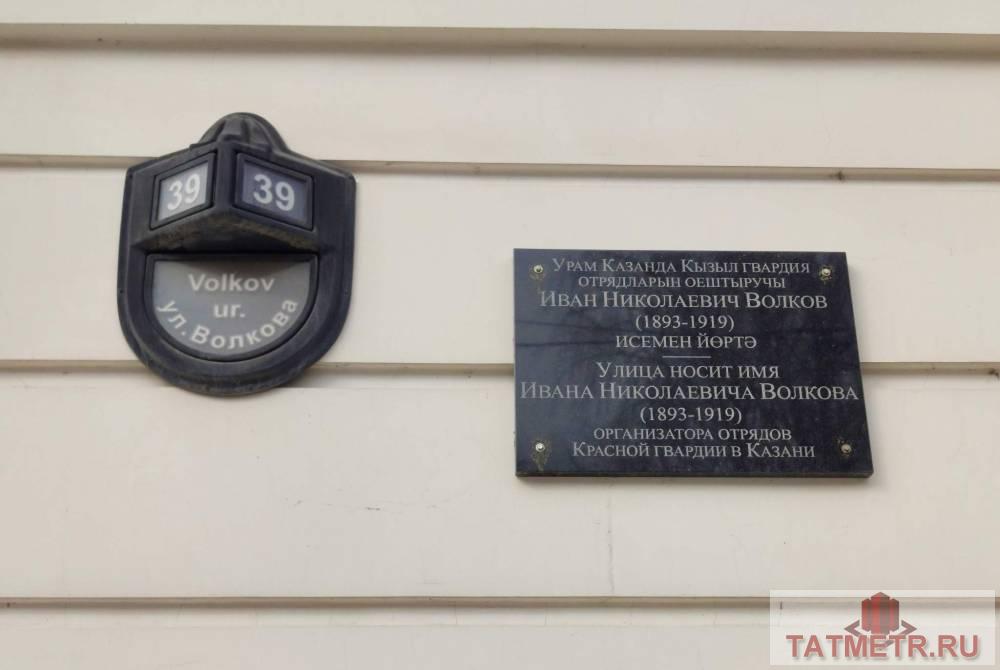 39 39
Volkov
ur.
ул. Волкова
УРАМ КАЗАНДА КЫЗЫЛ ГВАРДИЯ
ОТРЯДЛАРЫН ОЕШТЫРУЧЫ
ИВАН НИКОЛАЕВИЧ ВОЛКОВ
(1893-1919)
ИСЕМЕН ЙӨРТӘ
УЛИЦА НОСИТ ИМЯ
ИВАНА НИКОЛАЕВИЧА ВОЛКОВА
(1893-1919)
ОРГАНИЗАТОРА ОТРЯДОВ
КРАСНОЙ ГВАРДИИ В КАЗАНИ
TATMETR.RU